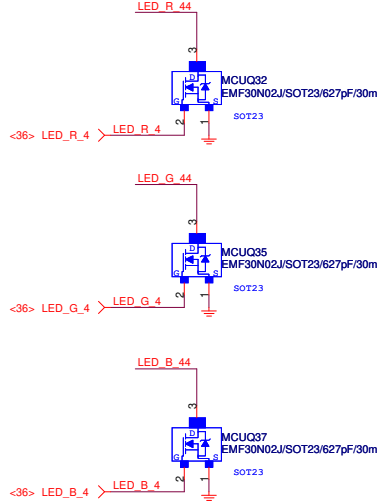 LED_R_44
3
D
MCUQ32
EMF30N02J/SOT23/627pF/30m
G S
SOT23
2 1
<36> LED_R_4 LED_R_4
LED_G_44
3
D
MCUQ35
EMF30N02J/SOT23/627pF/30m
G S
SOT23
2 1
<36> LED_G_4 LED_G_4
LED_B_44
3
D
MCUQ37
EMF30N02J/SOT23/627pF/30m
G S
SOT23
2 1
<36> LED_B_4 LED_B_4